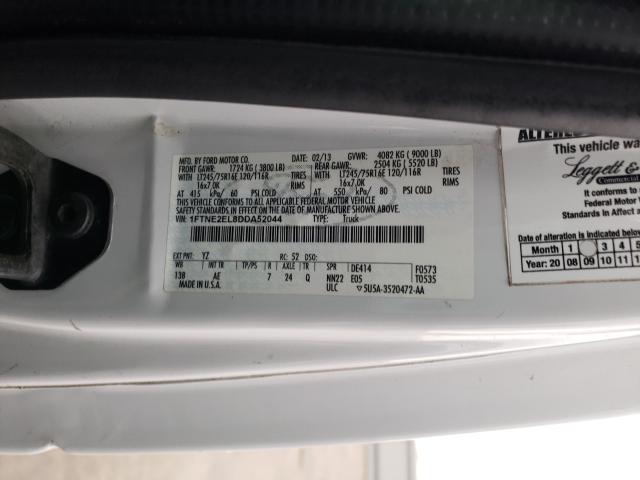 MFD. BY FORD MOTOR CO.
DATE: 02/13 GVWR: 4082 KG ( 9000 LB)
FRONT GAWR: 1724 KG ( 3800 LB) REAR GAWR: 2504 KG ( 5520 LB)
WITH LT245/75R16E 120/116R TIRES WITH LT245/75R16E 120/116R TIRES
16x7.0K RIMS 16x7.0K RIMS
AT 415 kPa/ 60 PSI COLD AT 550 kPa/ 80 PSI COLD
THIS VEHICLE CONFORMS TO ALL APPLICABLE FEDERAL MOTOR VEHICLE
SAFETY STANDARDS IN EFFECT ON THE DATE OF MANUFACTURE SHOWN ABOVE.
VIN: 1FTNE2EL8DDA52044 TYPE: Truck
EXT PNT: YZ RC: 52 DSO:
WB INT TR TP/PS R AXLE TR SPR DE414 F0573
138 AE 7 24 Q NN22 E05 T0535
MADE IN U.S.A. ULC 5U5A-3520472-AA
ALTERED
This vehicle wa
Leggett &
Commercial
It conforms to
Federal Motor
Standards in Affect
Date of alteration as indicated below
Month 1 3 4 5
Year: 20 08 09 10 11 1